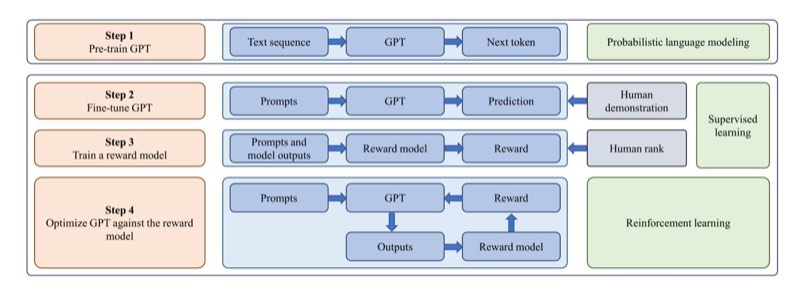 Step 1
Pre-train GPT
Text sequence
GPT
Next token
Probabilistic language modeling
Step 2
Fine-tune GPT
Prompts
GPT
Prediction
Human
demonstration
Supervised
learning
Step 3
Train a reward model
Prompts and
model outputs
Reward model
Reward
Human rank
Step 4
Optimize GPT against the reward
model
Prompts
GPT
Reward
Outputs
Reward model
Reinforcement learning